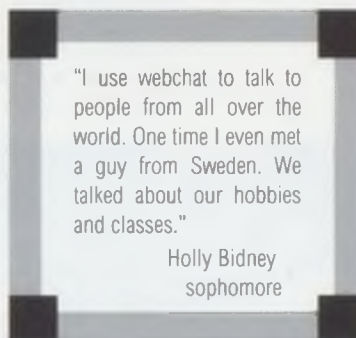 “I use webchat to talk to
people from all over the
world. One time I even met
a guy from Sweden. We
talked about our hobbies
and classes.”
Holly Bidney
sophomore